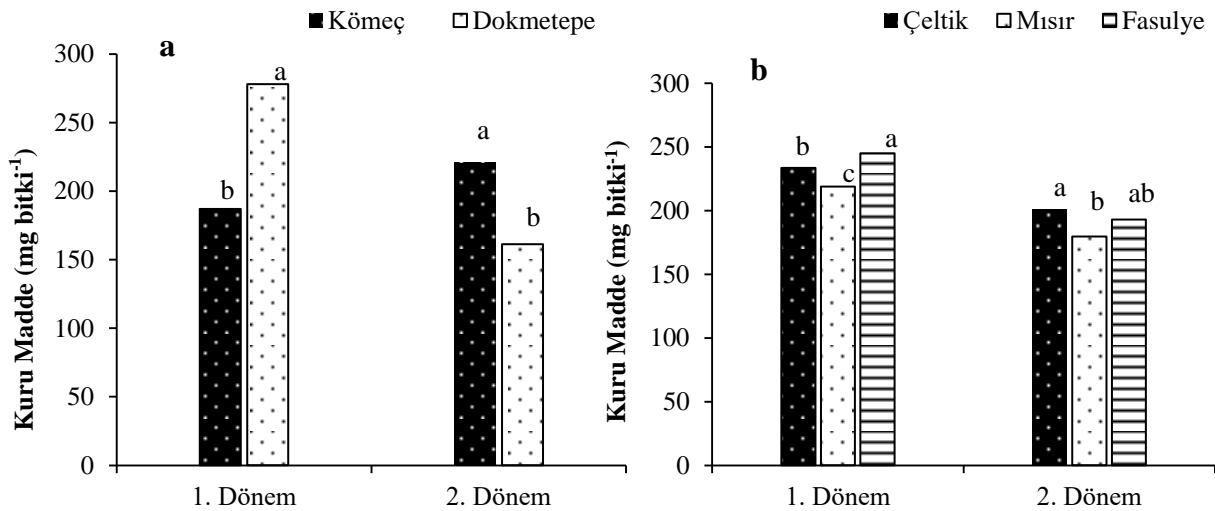 Kömeç Dokmetepe
a
Kuru Madde (mg bitki-1)
300
250
200
150
100
50
0
b
a
a
b
1. Dönem 2. Dönem
Çeltik Mısır Fasulye
b
Kuru Madde (mg bitki-1)
300
250
200
150
100
50
0
b
c
a
a
b
ab
1. Dönem 2. Dönem